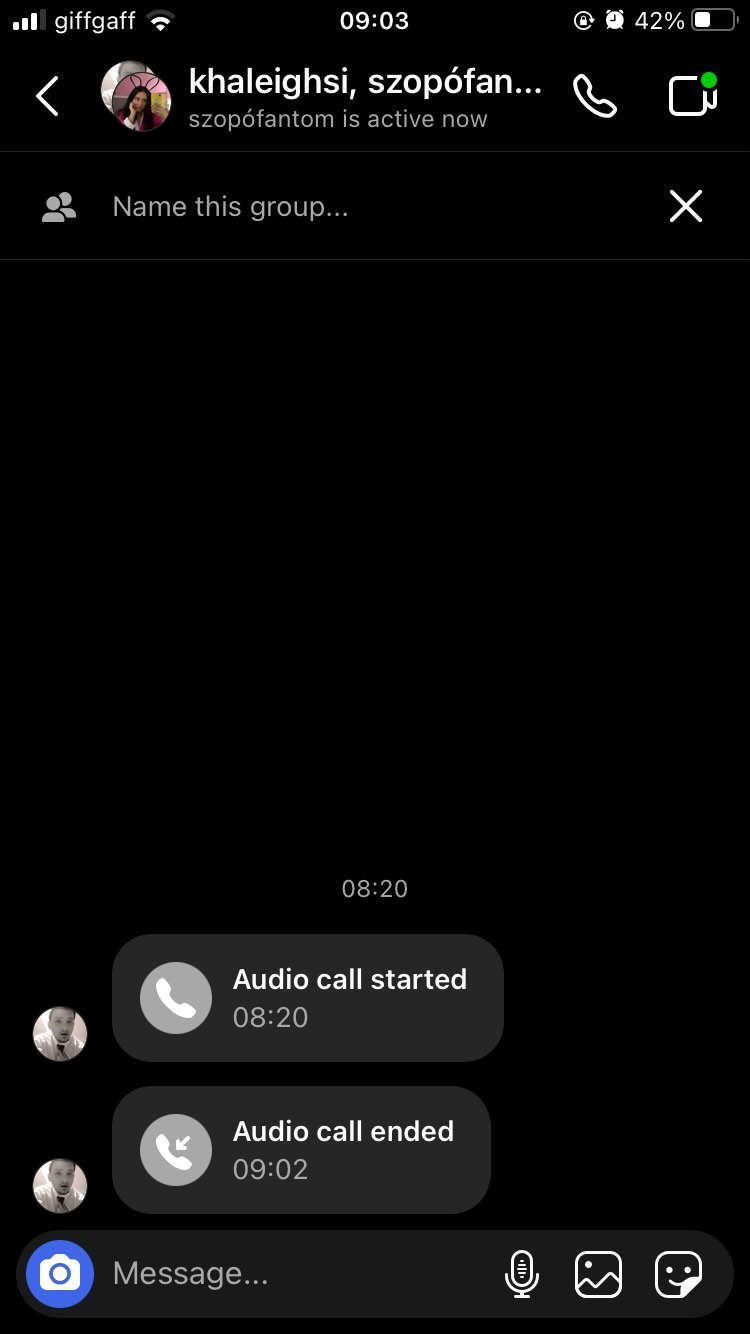 giffgaff 09:03 42%
khaleighsi, szopófan...
szopófantom is active now
Name this group...
08:20
Audio call started
08:20
Audio call ended
09:02
Message...